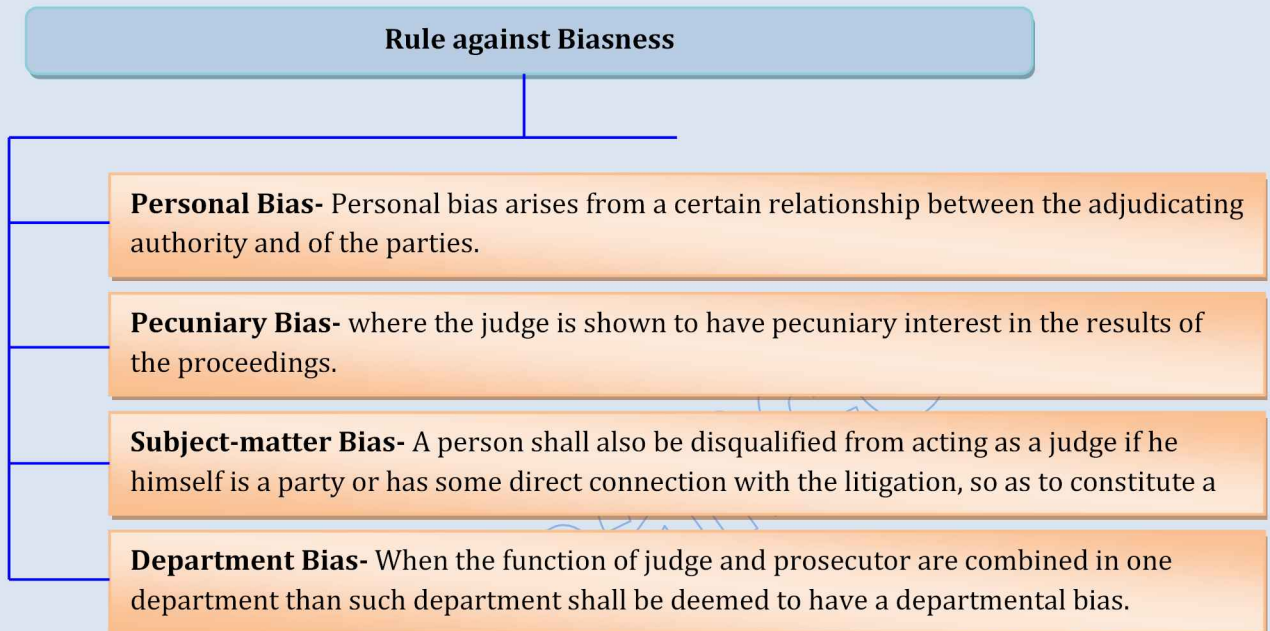 Rule against Biasness
Personal Bias- Personal bias arises from a certain relationship between the adjudicating
authority and of the parties.
Pecuniary Bias- where the judge is shown to have pecuniary interest in the results of
the proceedings.
Subject-matter Bias- A person shall also be disqualified from acting as a judge if he
himself is a party or has some direct connection with the litigation, so as to constitute a
Department Bias- When the function of judge and prosecutor are combined in one
department than such department shall be deemed to have a departmental bias.